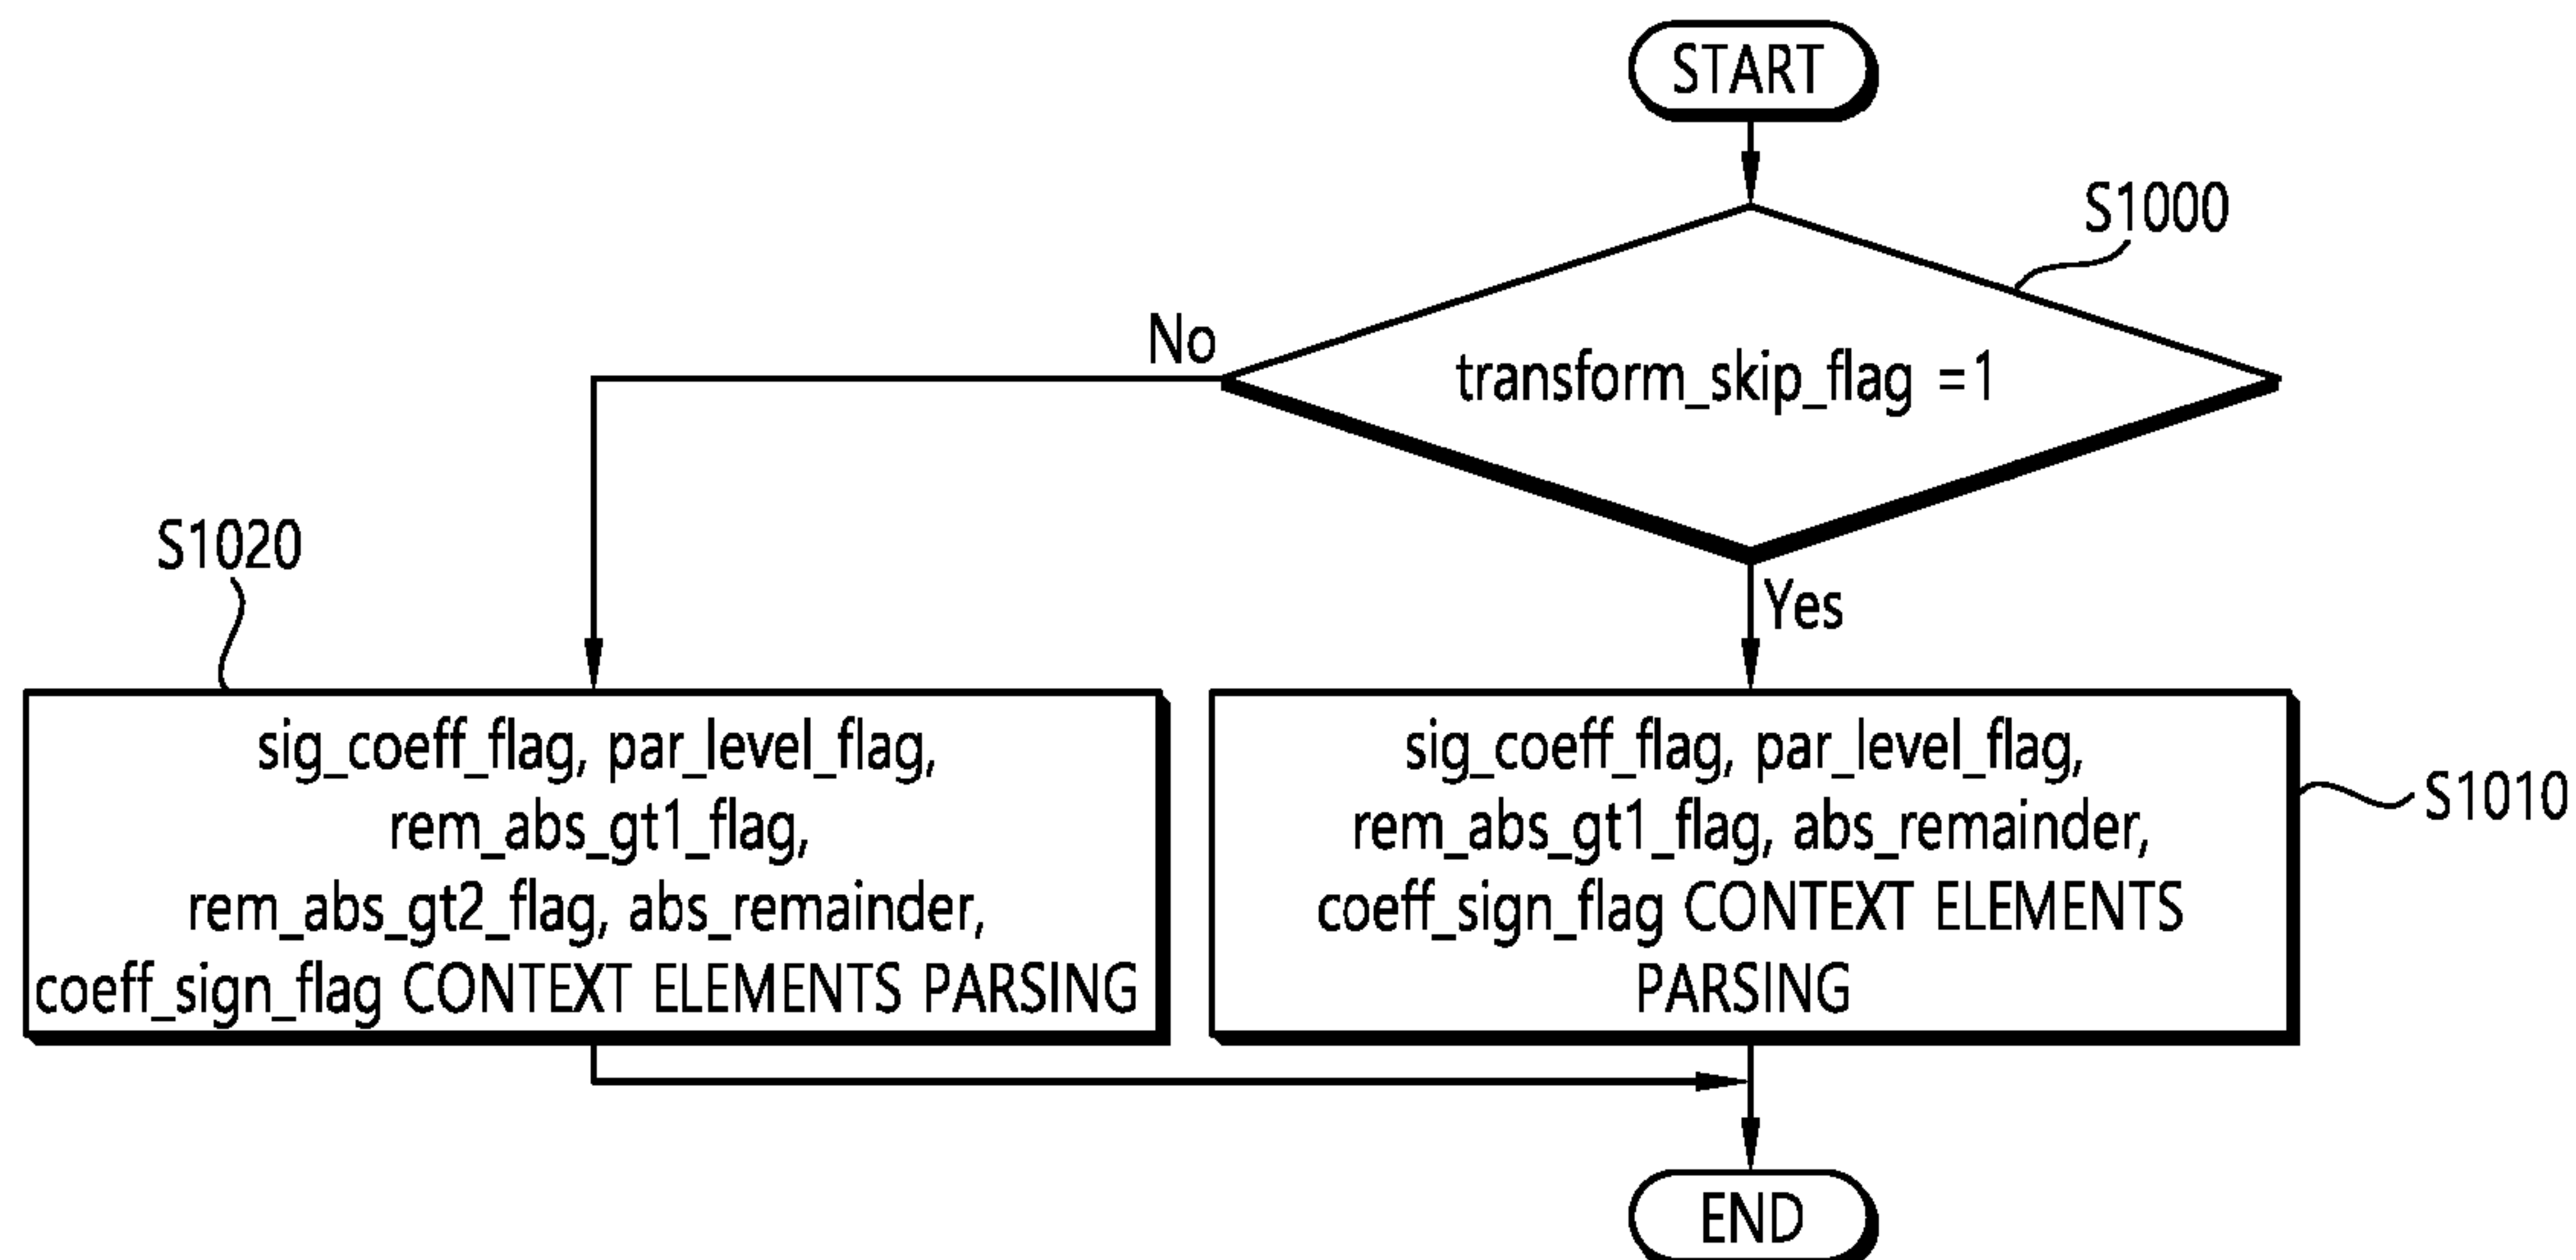 START
S1000
transform_skip_flag =1
No
Yes
S1020
sig_coeff_flag, par_level_flag,
rem_abs_gt1_flag,
rem_abs_gt2_flag, abs_remainder,
coeff_sign_flag CONTEXT ELEMENTS PARSING
sig_coeff_flag, par_level_flag,
rem_abs_gt1_flag, abs_remainder,
coeff_sign_flag CONTEXT ELEMENTS
PARSING
S1010
END